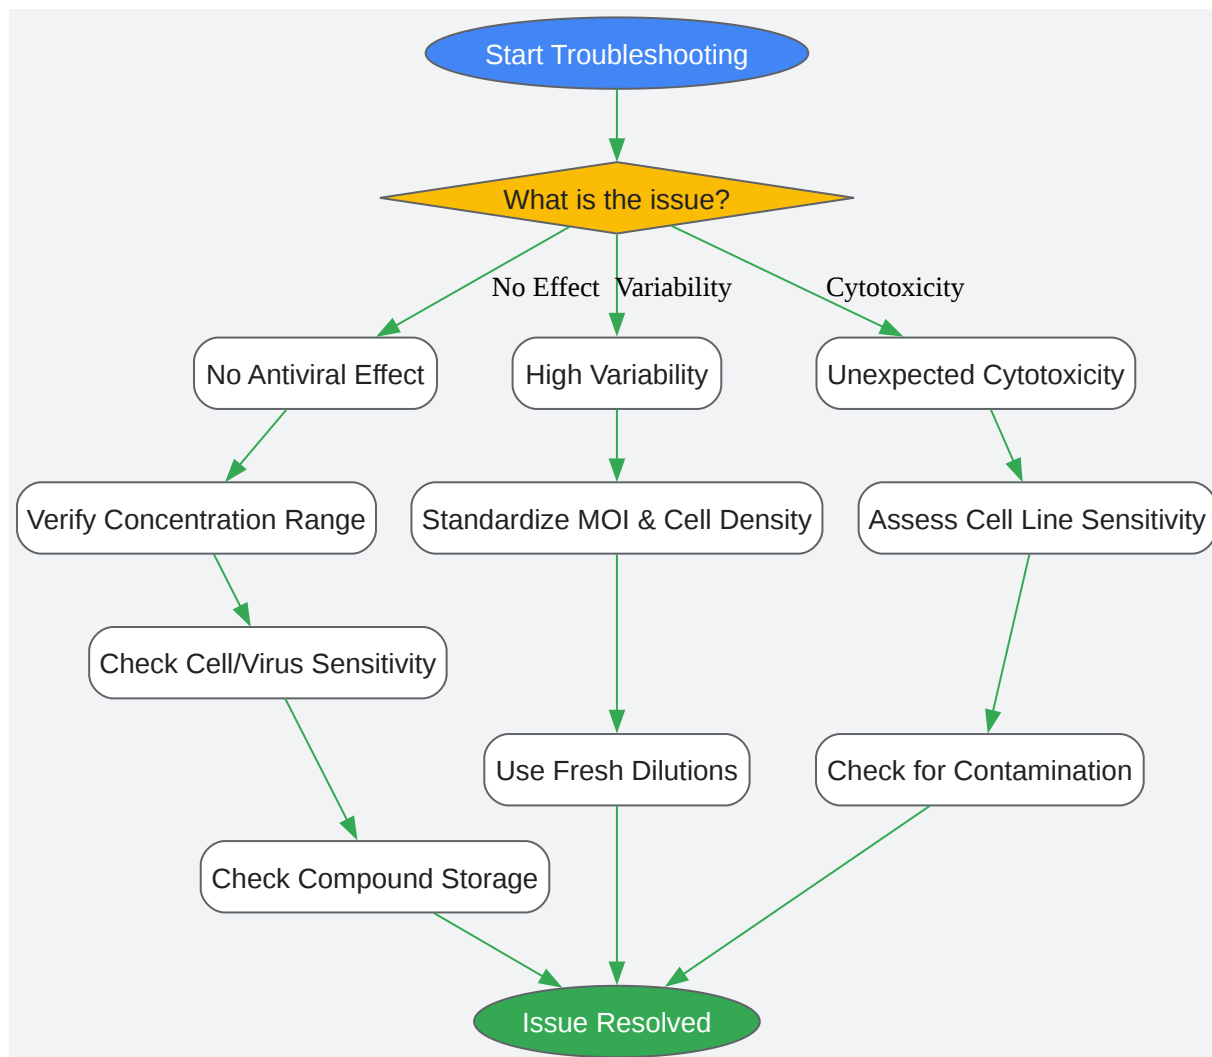 Start Troubleshooting
What is the issue?
No Effect
Variability
Cytotoxicity
No Antiviral Effect
High Variability
Unexpected Cytotoxicity
Verify Concentration Range
Standardize MOI & Cell Density
Assess Cell Line Sensitivity
Check Cell/Virus Sensitivity
Use Fresh Dilutions
Check for Contamination
Check Compound Storage
Issue Resolved